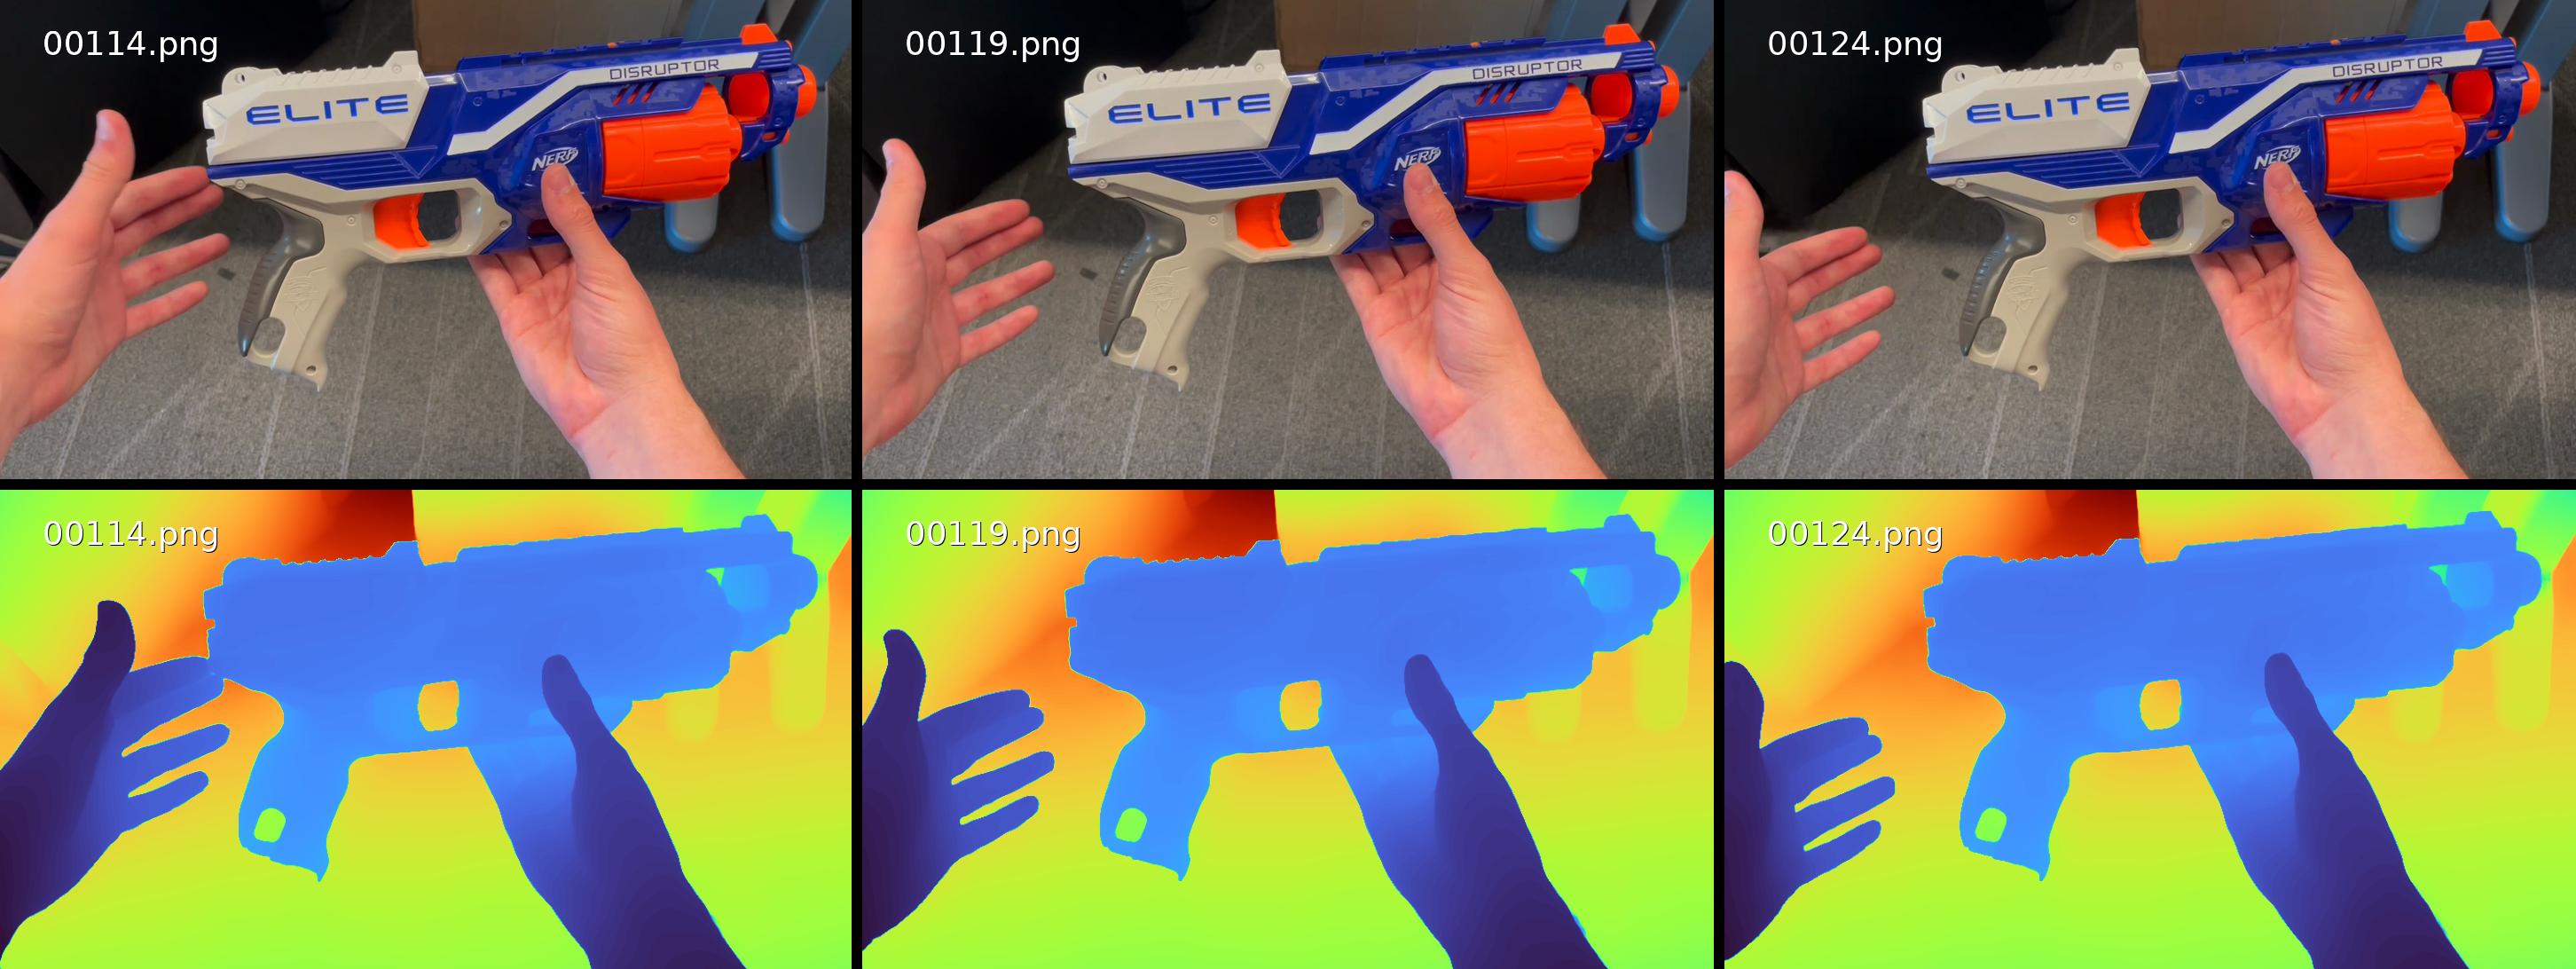 00114.png
DISRUPTOR
ELITE
NERF
00119.png
DISRUPTOR
ELITE
NERF
00124.png
DISRUPTOR
ELITE
NERF
00114.png
00119.png
00124.png